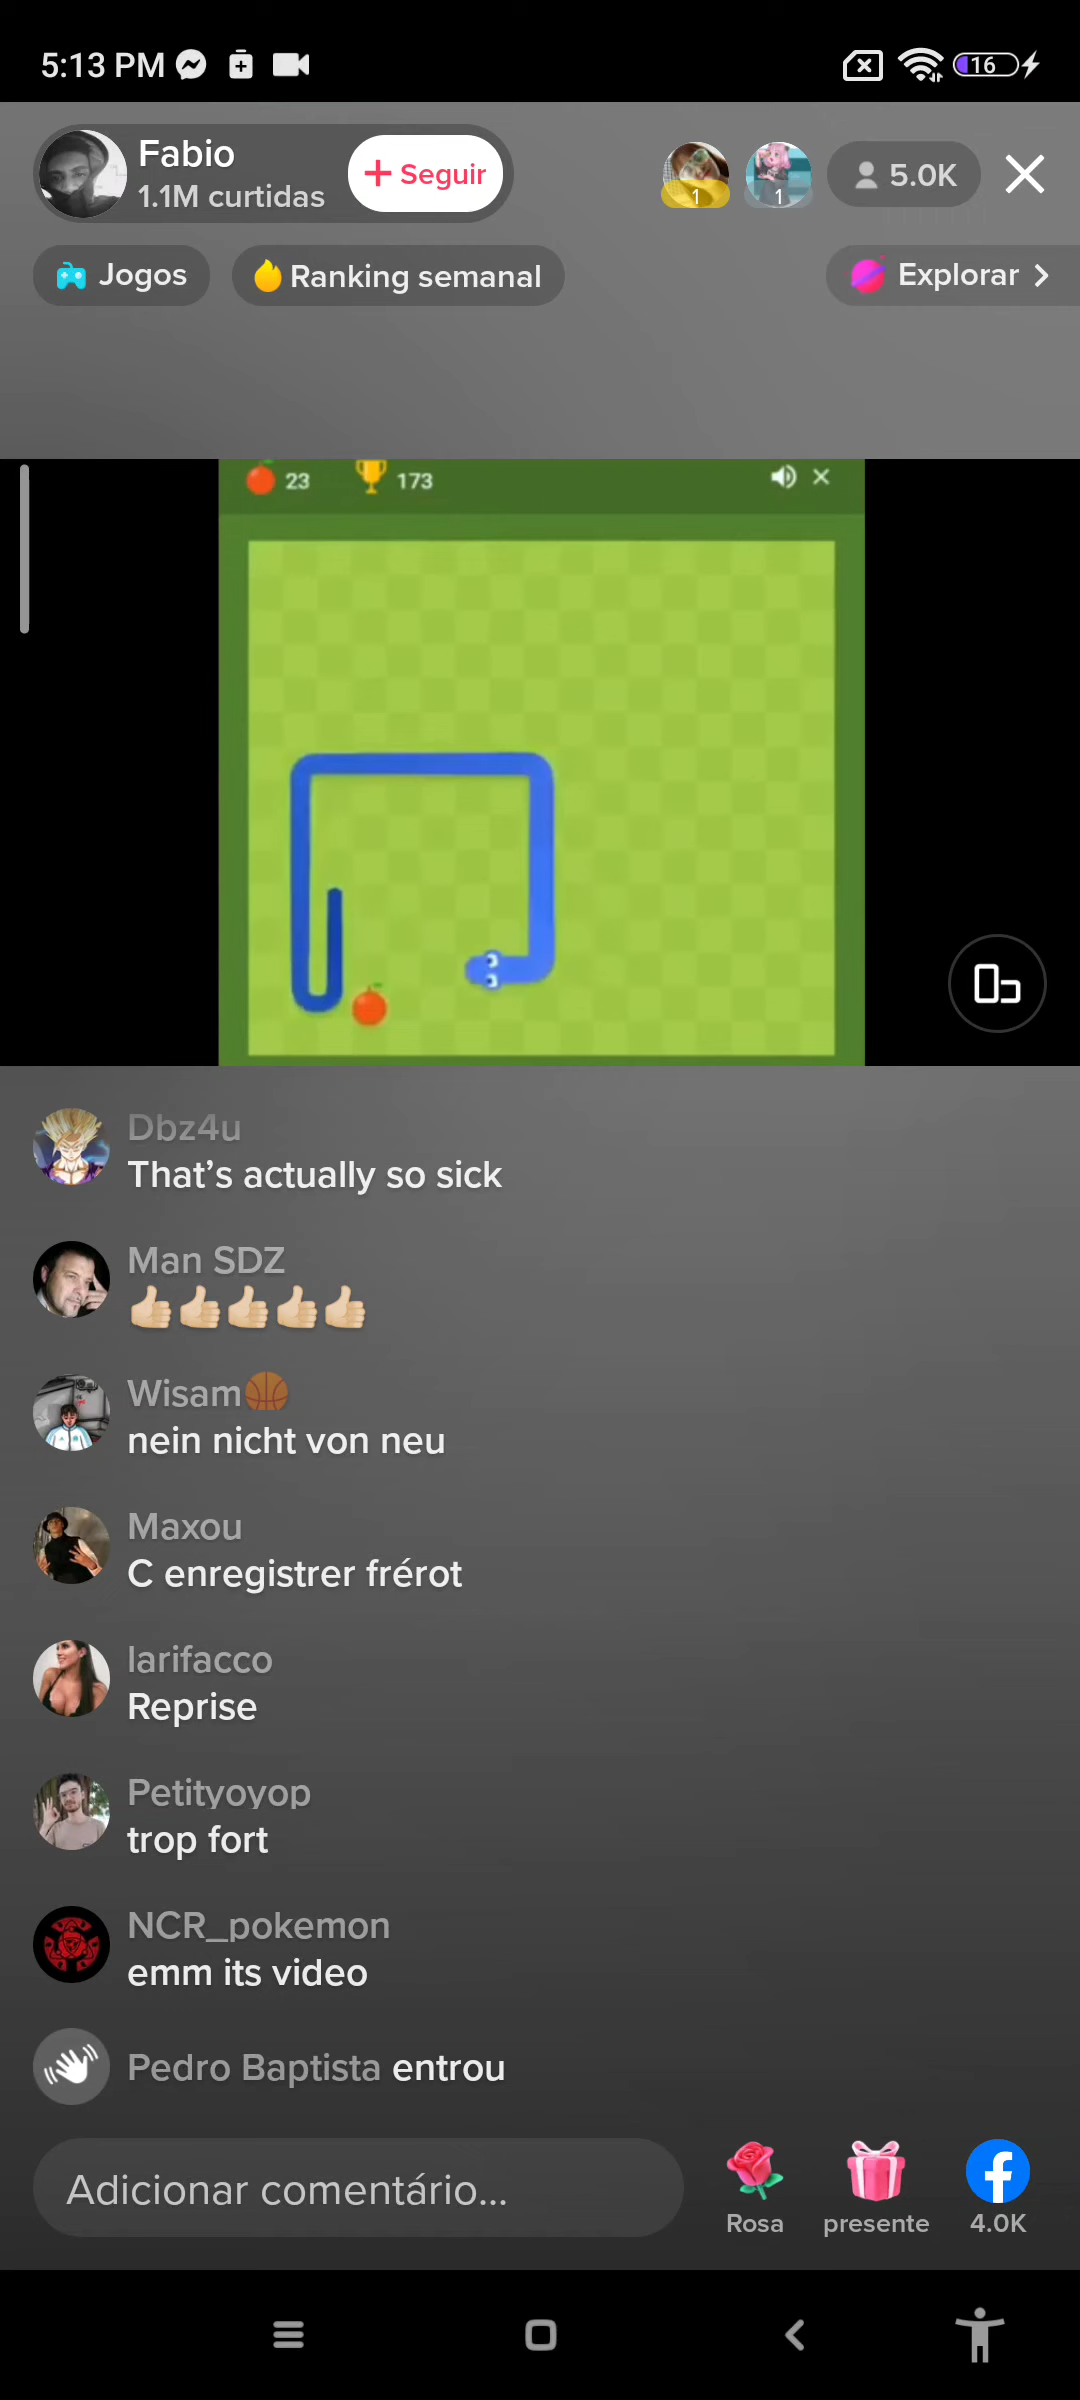 5:13 PM
16
Fabio
1.1M curtidas
+ Seguir
1
1
5.0K
Jogos
Ranking semanal
Explorar
23
173
Dbz4u
That's actually so sick
Man SDZ
👍🏻👍🏻👍🏻👍🏻👍🏻
Wisam🏀
nein nicht von neu
Maxou
C enregistrer frérot
larifacco
Reprise
Petityoyop
trop fort
NCR_pokemon
emm its video
Pedro Baptista entrou
Adicionar comentário...
Rosa
presente
4.0K